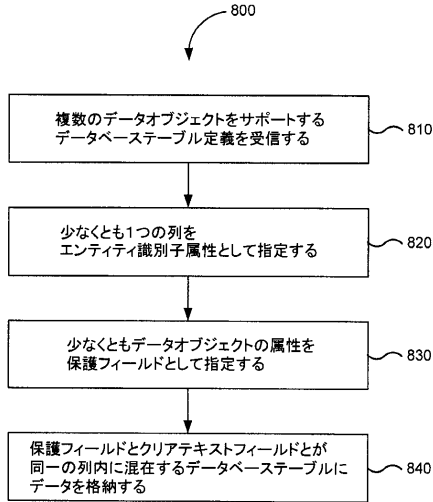 800
複数のデータオブジェクトをサポートする
データベーステーブル定義を受信する
810
少なくとも1つの列を
エンティティ識別子属性として指定する
820
少なくともデータオブジェクトの属性を
保護フィールドとして指定する
830
保護フィールドとクリアテキストフィールドとが
同一の列内に混在するデータベーステーブルに
データを格納する
840